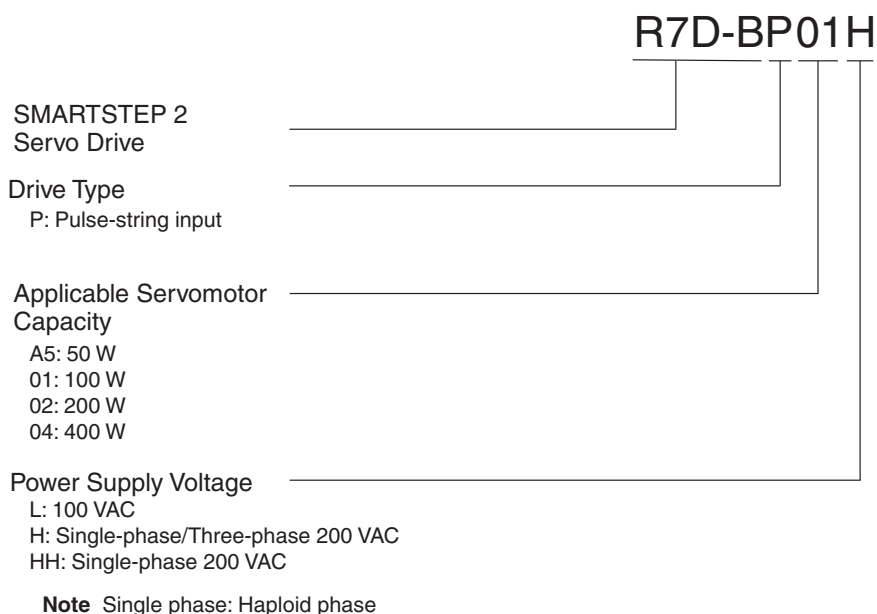 R7D-BP01H
SMARTSTEP 2
Servo Drive
Drive Type
P: Pulse-string input
Applicable Servomotor
Capacity
A5: 50 W
01: 100 W
02: 200 W
04: 400 W
Power Supply Voltage
L: 100 VAC
H: Single-phase/Three-phase 200 VAC
HH: Single-phase 200 VAC
Note Single phase: Haploid phase